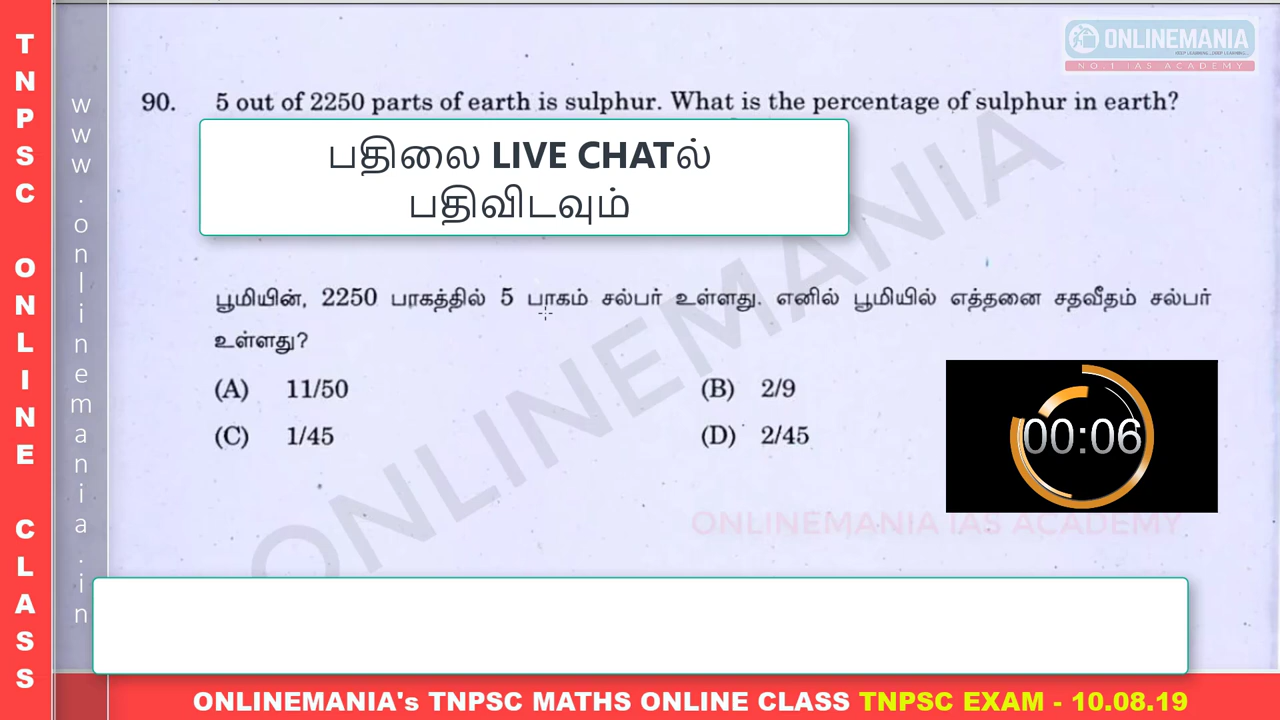 TNPSC ONLINE CLASS
www.onlinemania.in
ONLINEMANIA
NO.1 IAS ACADEMY
90. 5 out of 2250 parts of earth is sulphur. What is the percentage of sulphur in earth?
பதிலை LIVE CHATல்
பதிவிடவும்
பூமியின், 2250 பாகத்தில் 5 பாகம் சல்பர் உள்ளது. எனில் பூமியில் எத்தனை சதவீதம் சல்பர்
உள்ளது?
(A) 11/50 (B) 2/9
(C) 1/45 (D) 2/45
00:06
ONLINEMANIA
ONLINEMANIA IAS ACADEMY
ONLINEMANIA's TNPSC MATHS ONLINE CLASS TNPSC EXAM - 10.08.19